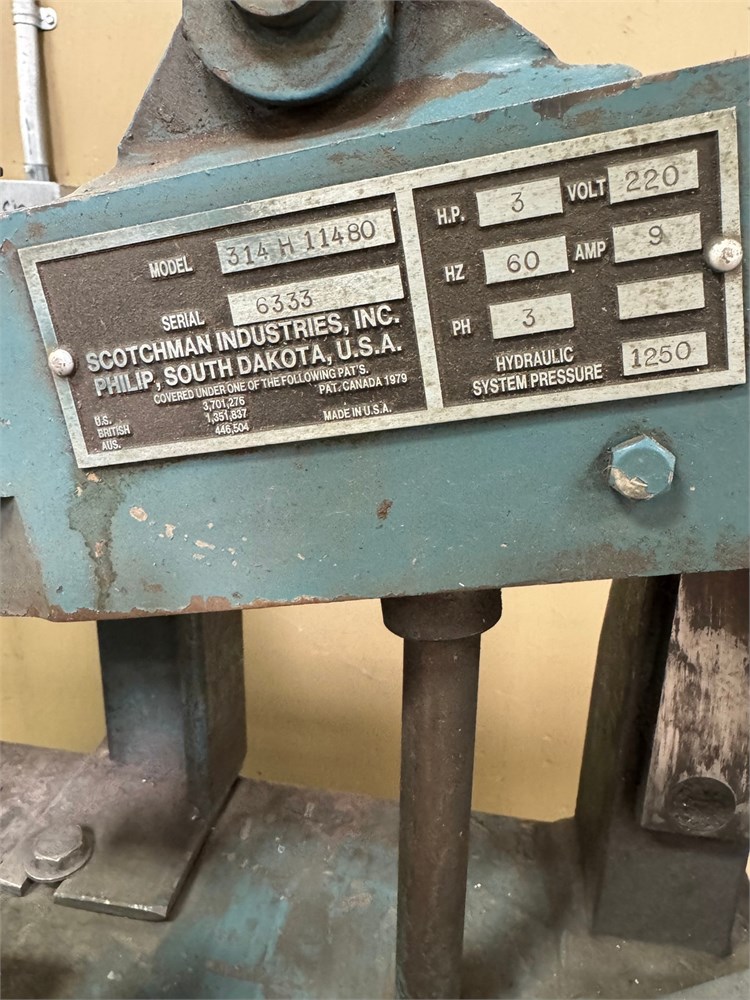 MODEL 314 H 11480
SERIAL 6333
SCOTCHMAN INDUSTRIES, INC.
PHILIP, SOUTH DAKOTA, U.S.A.
COVERED UNDER ONE OF THE FOLLOWING PAT'S.
U.S. 3,701,276 PAT. CANADA 1979
BRITISH 1,351,837
AUS. 446,504 MADE IN U.S.A.
H.P. 3 VOLT 220
HZ 60 AMP 9
PH 3
HYDRAULIC
SYSTEM PRESSURE 1250